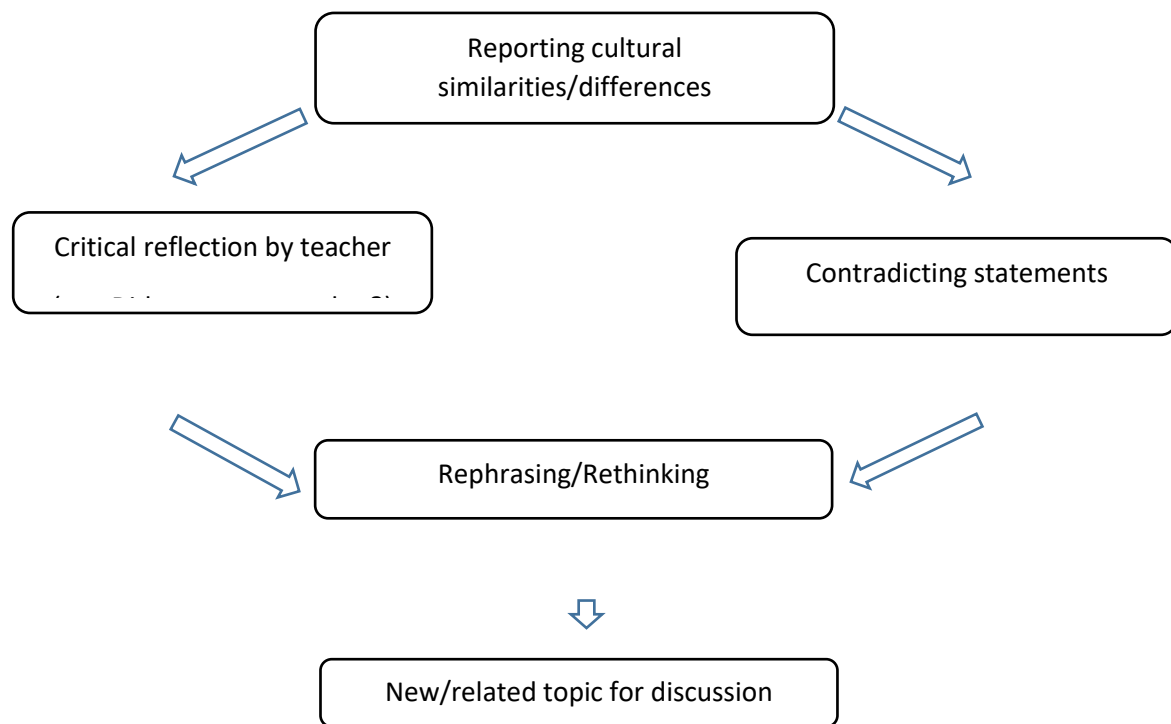 Reporting cultural
similarities/differences
Critical reflection by teacher
Contradicting statements
Rephrasing/Rethinking
New/related topic for discussion